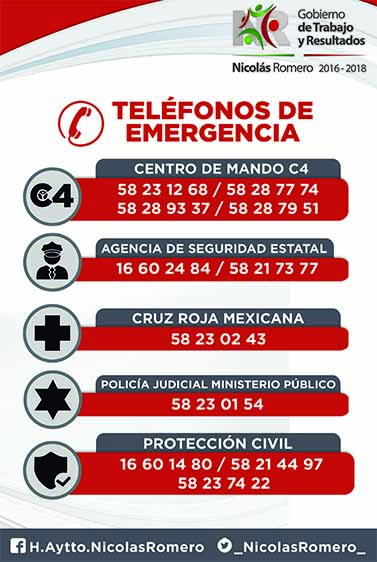 Gobierno
de Trabajo
y Resultados
NR
Nicolás Romero 2016-2018
TELÉFONOS DE
EMERGENCIA
CENTRO DE MANDO C4
C4
58 23 12 68 / 58 28 77 74
58 28 93 37 / 58 28 79 51
AGENCIA DE SEGURIDAD ESTATAL
16 60 24 84 / 58 21 73 77
CRUZ ROJA MEXICANA
58 23 02 43
POLICÍA JUDICIAL MINISTERIO PÚBLICO
58 23 01 54
PROTECCIÓN CIVIL
16 60 14 80 / 58 21 44 97
58 23 74 22
H.Aytto.NicolasRomero
_NicolasRomero_